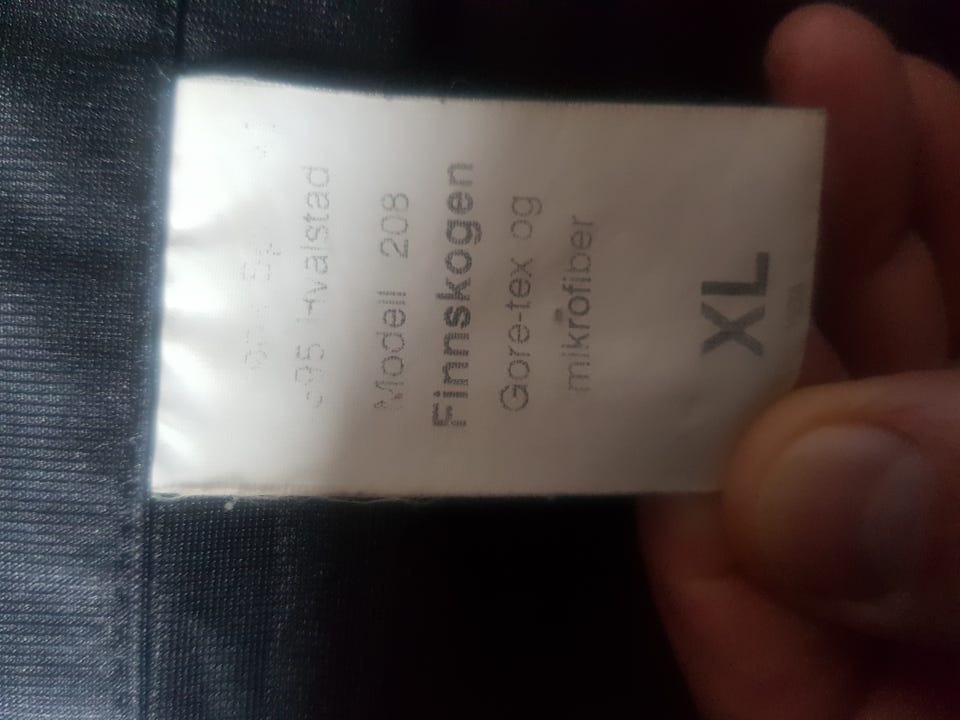 Hvalstad
Modell 208
Finnskogen
Gore-tex og
mikrofiber
XL